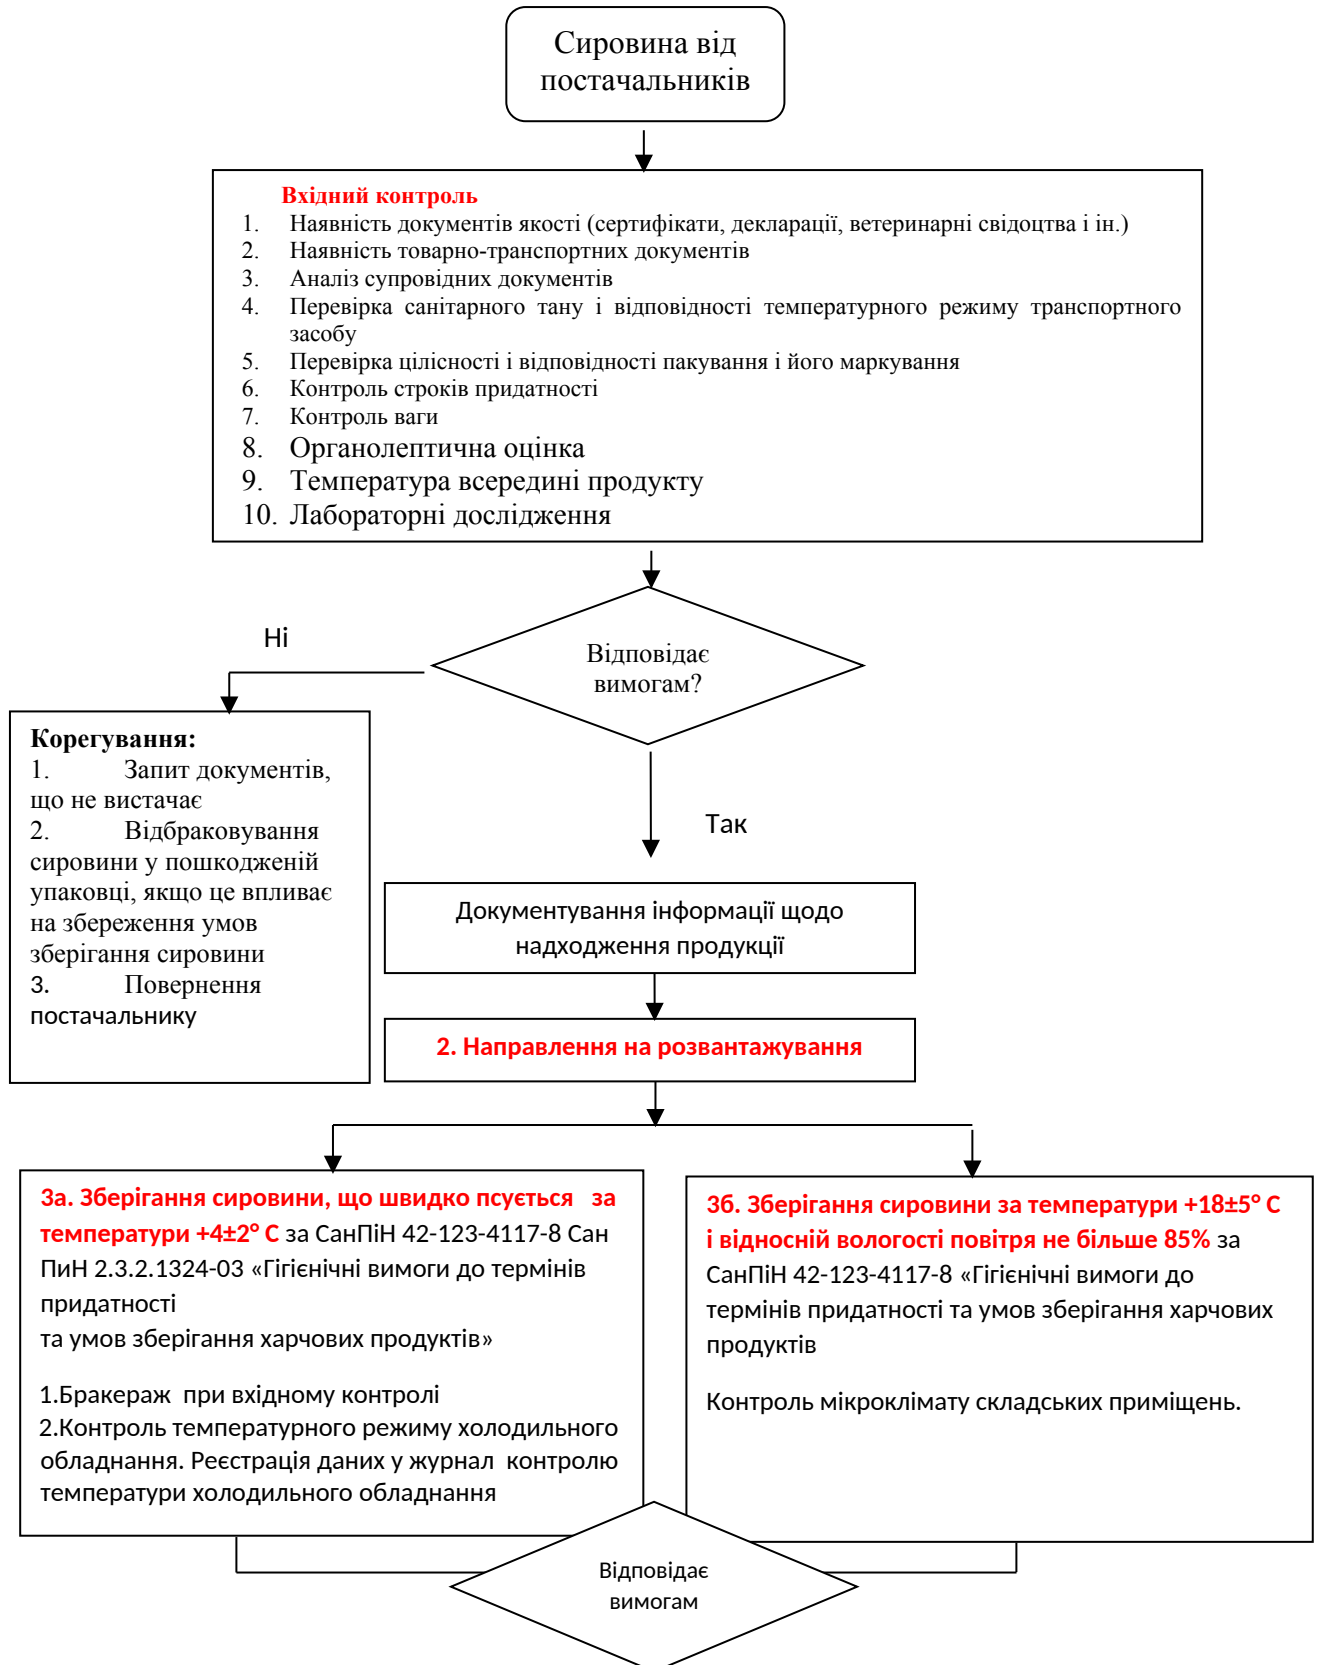 Сировина від
постачальників
Вхідний контроль
1. Наявність документів якості (сертифікати, декларації, ветеринарні свідоцтва і ін.)
2. Наявність товарно-транспортних документів
3. Аналіз супровідних документів
4. Перевірка санітарного тану і відповідності температурного режиму транспортного
засобу
5. Перевірка цілісності і відповідності пакування і його маркування
6. Контроль строків придатності
7. Контроль ваги
8. Органолептична оцінка
9. Температура всередині продукту
10. Лабораторні дослідження
Відповідає
вимогам?
Ні
Корегування:
1. Запит документів,
що не вистачає
2. Відбраковування
сировини у пошкодженій
упаковці, якщо це впливає
на збереження умов
зберігання сировини
3. Повернення
постачальнику
Так
Документування інформації щодо
надходження продукції
2. Направлення на розвантажування
3а. Зберігання сировини, що швидко псується за
температури +4±2° С за СанПіН 42-123-4117-8 Сан
ПиН 2.3.2.1324-03 «Гігієнічні вимоги до термінів
придатності
та умов зберігання харчових продуктів»
1.Бракераж при вхідному контролі
2.Контроль температурного режиму холодильного
обладнання. Реєстрація даних у журнал контролю
температури холодильного обладнання
3б. Зберігання сировини за температури +18±5° С
і відносній вологості повітря не більше 85% за
СанПіН 42-123-4117-8 «Гігієнічні вимоги до
термінів придатності та умов зберігання харчових
продуктів
Контроль мікроклімату складських приміщень.
Відповідає
вимогам